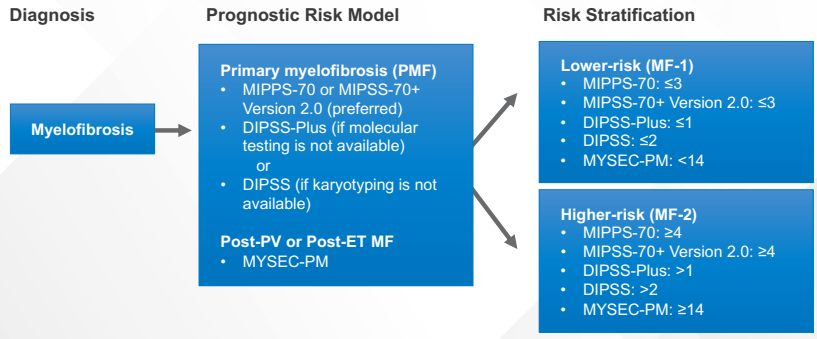 Diagnosis
Prognostic Risk Model
Risk Stratification
Myelofibrosis
Primary myelofibrosis (PMF)
• MIPPS-70 or MIPSS-70+
Version 2.0 (preferred)
• DIPSS-Plus (if molecular
testing is not available)
or
• DIPSS (if karyotyping is not
available)
Post-PV or Post-ET MF
• MYSEC-PM
Lower-risk (MF-1)
• MIPPS-70: ≤3
• MIPSS-70+ Version 2.0: ≤3
• DIPSS-Plus: ≤1
• DIPSS: ≤2
• MYSEC-PM: <14
Higher-risk (MF-2)
• MIPPS-70: ≥4
• MIPSS-70+ Version 2.0: ≥4
• DIPSS-Plus: >1
• DIPSS: >2
• MYSEC-PM: ≥14